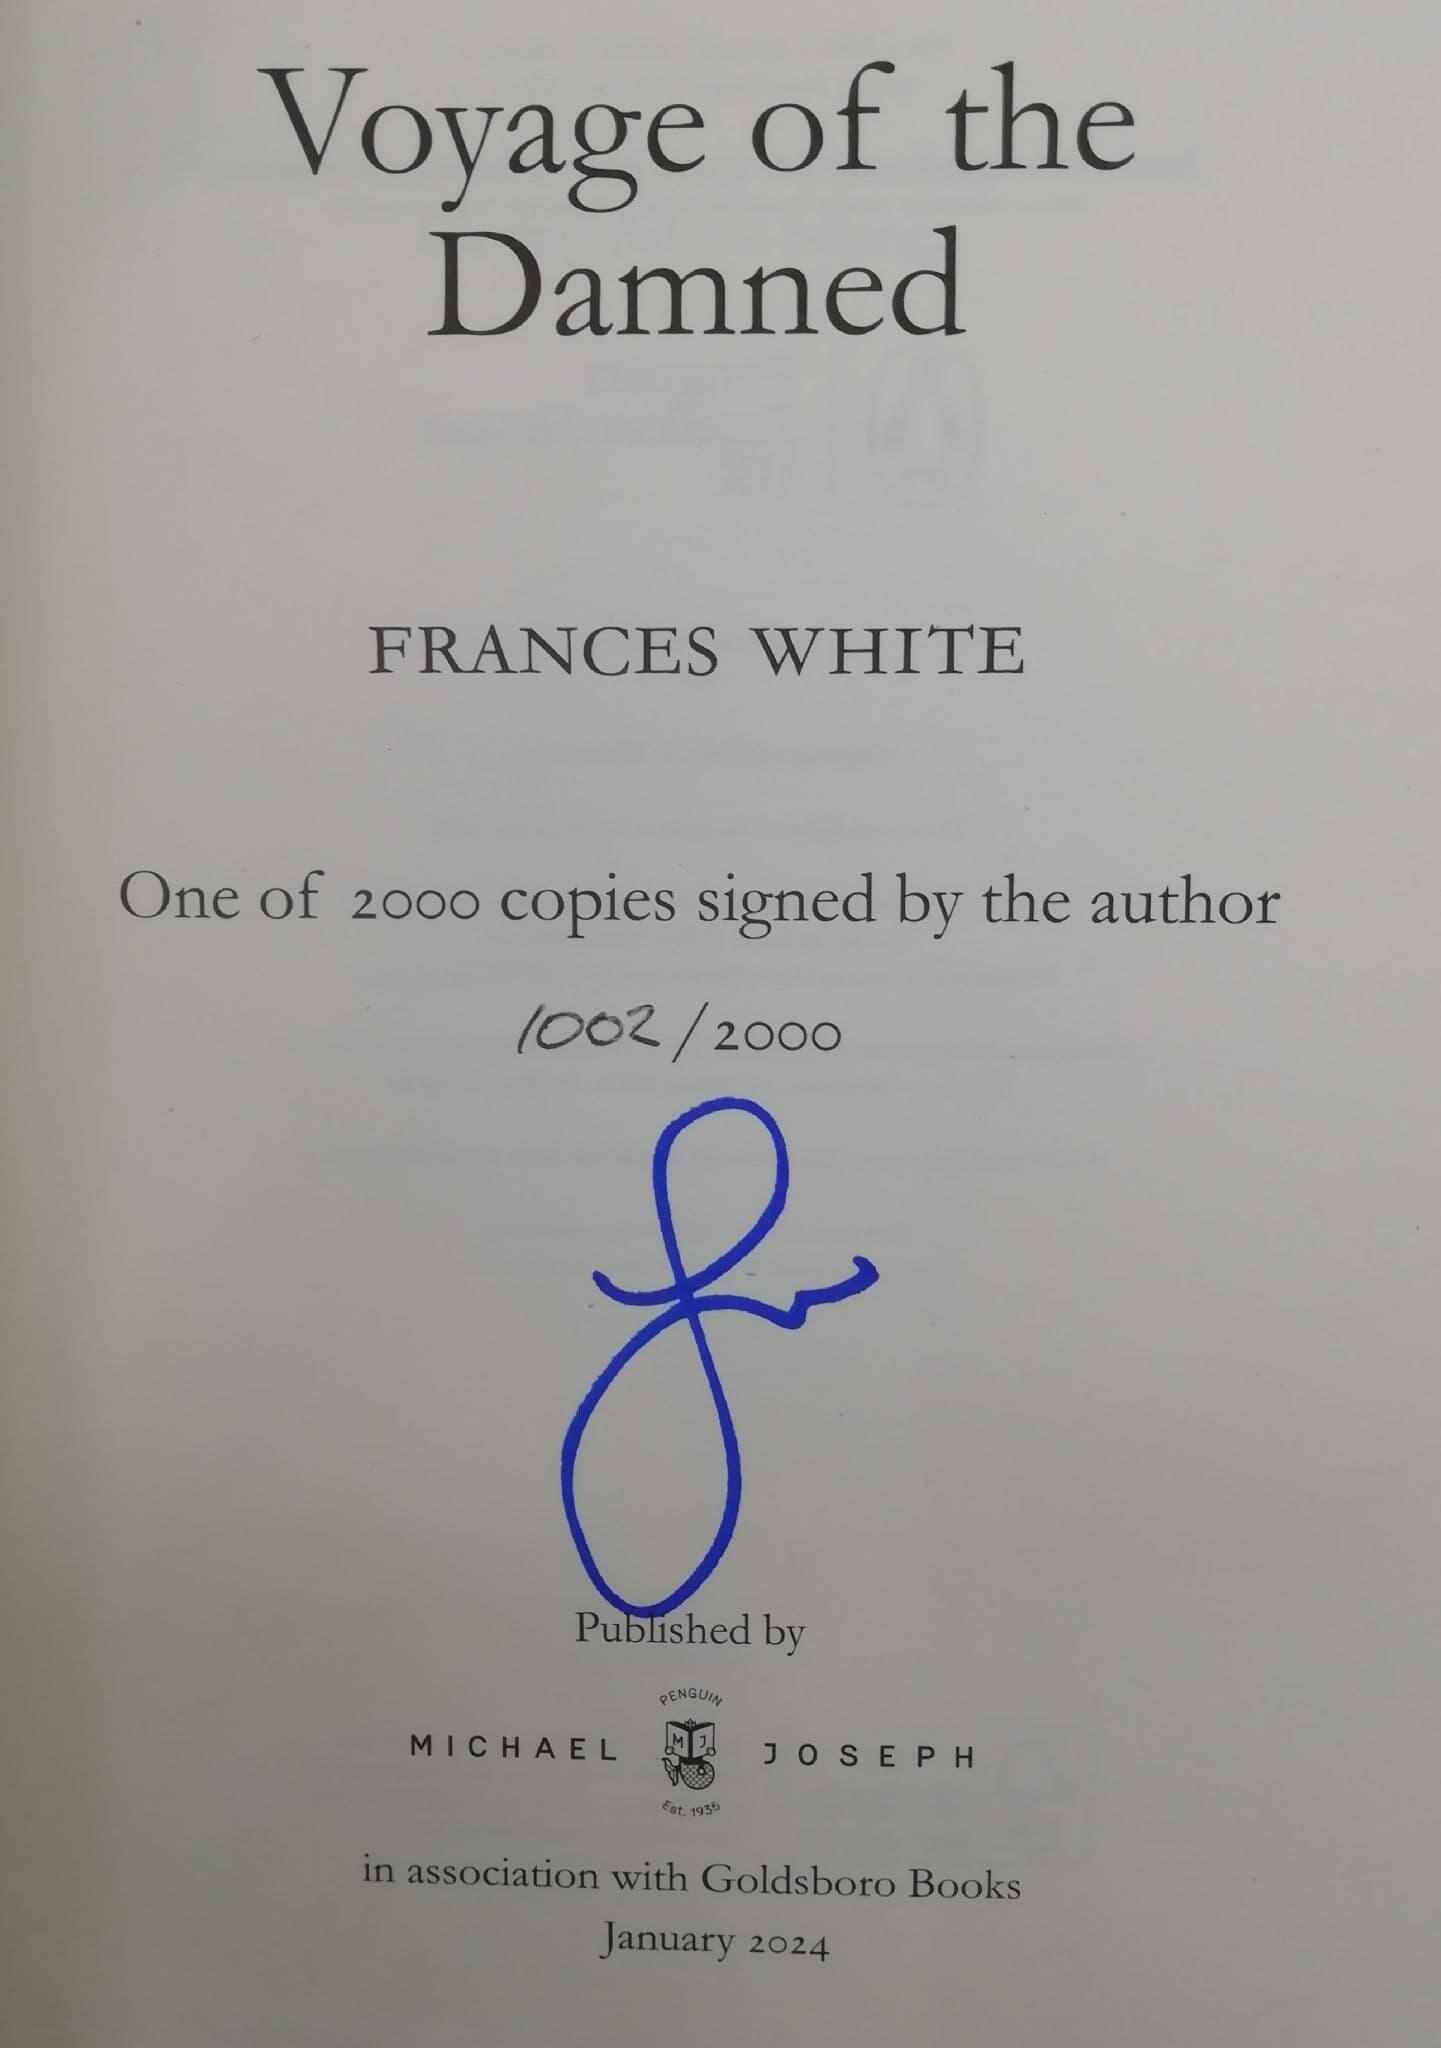 Voyage of the
Damned
FRANCES WHITE
One of 2000 copies signed by the author
1002/2000
Published by
PENGUIN
MICHAEL MJ JOSEPH
Est. 1935
in association with Goldsboro Books
January 2024